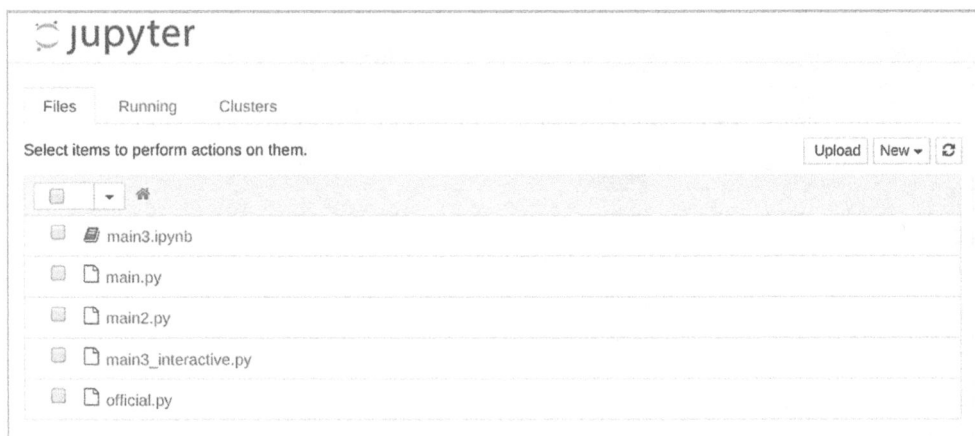 jupyter
Files Running Clusters
Select items to perform actions on them. Upload New
main3.ipynb
main.py
main2.py
main3_interactive.py
official.py